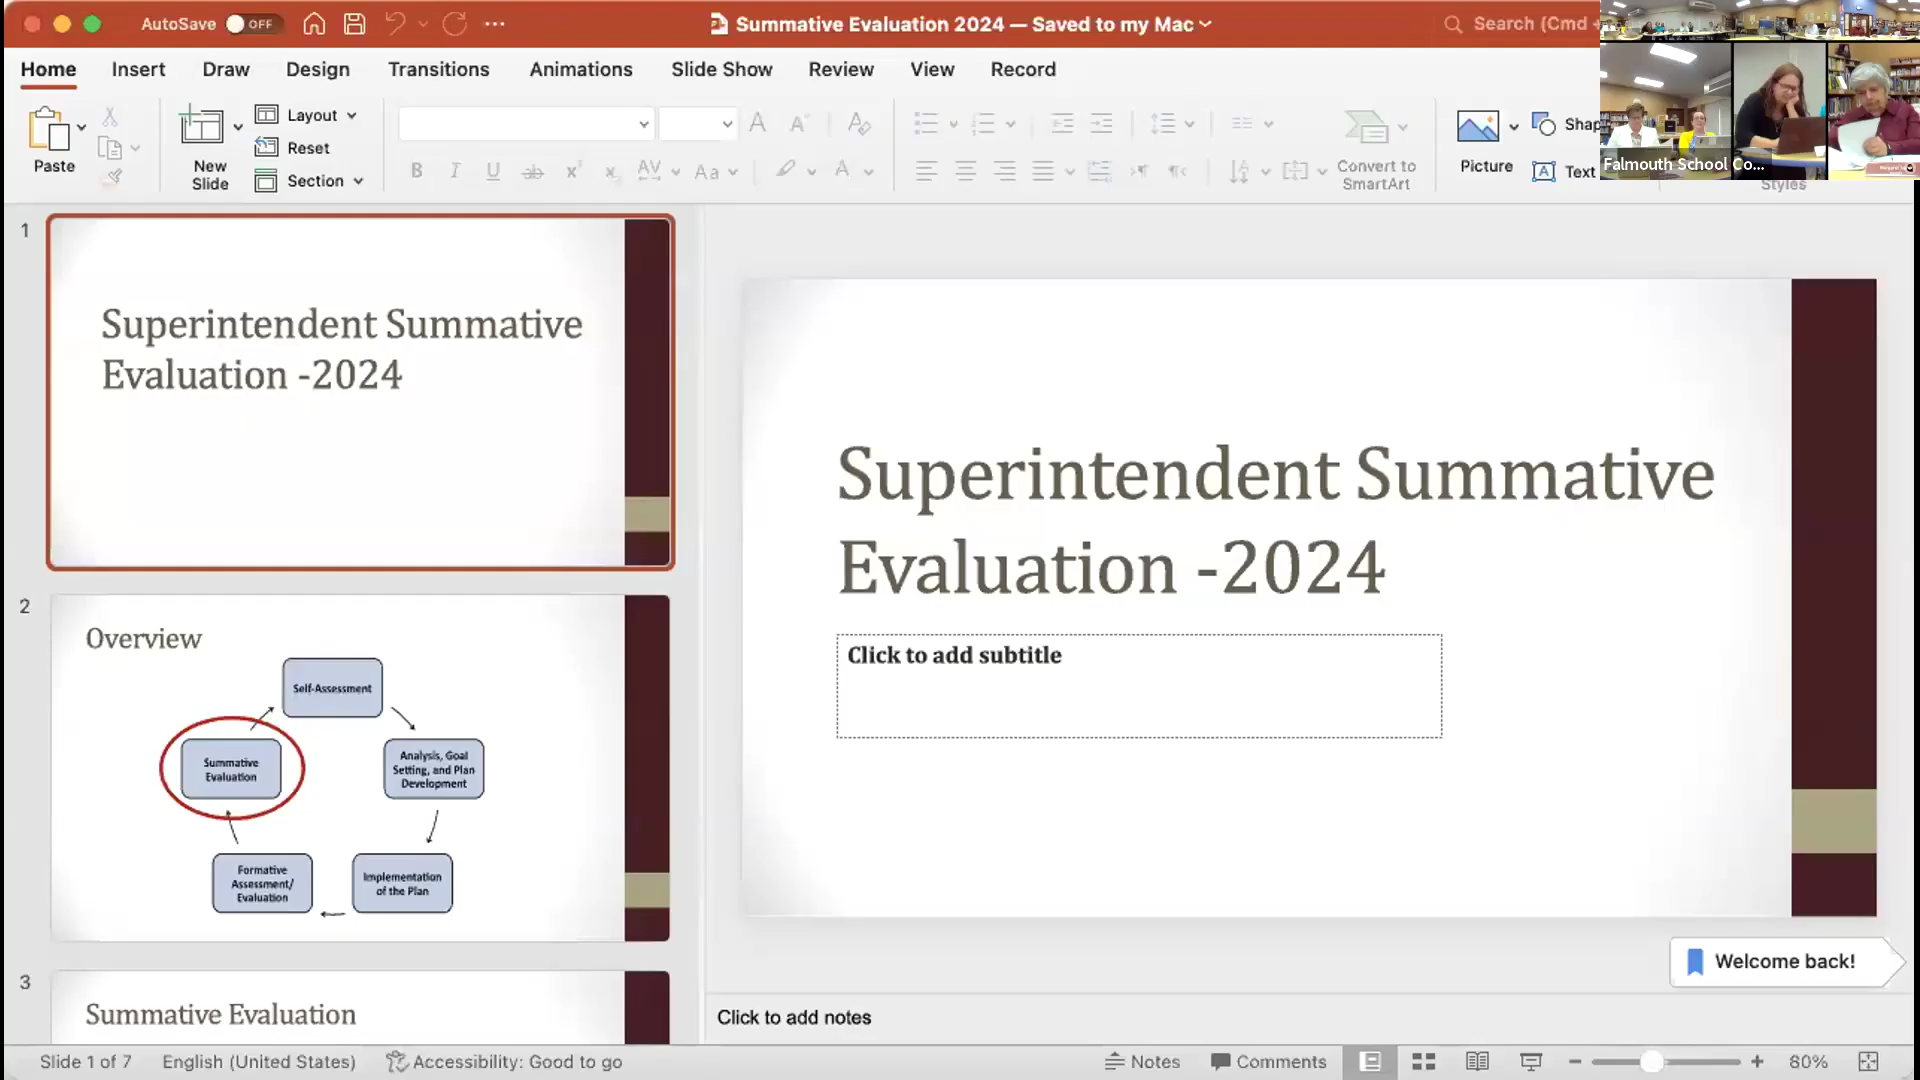 AutoSave
OFF
Summative Evaluation 2024 — Saved to my Mac
Search (Cmd
Home
Insert
Draw
Design
Transitions
Animations
Slide Show
Review
View
Record
Paste
New
Slide
Layout
Reset
Section
Convert to
SmartArt
Picture
Shap
Text
Styles
Falmouth School Co...
1
Superintendent Summative
Evaluation -2024
2
Overview
Self-Assessment
Analysis, Goal
Setting, and Plan
Development
Implementation
of the Plan
Formative
Assessment/
Evaluation
Summative
Evaluation
3
Summative Evaluation
Superintendent Summative
Evaluation -2024
Click to add subtitle
Welcome back!
Click to add notes
Slide 1 of 7
English (United States)
Accessibility: Good to go
Notes
Comments
80%